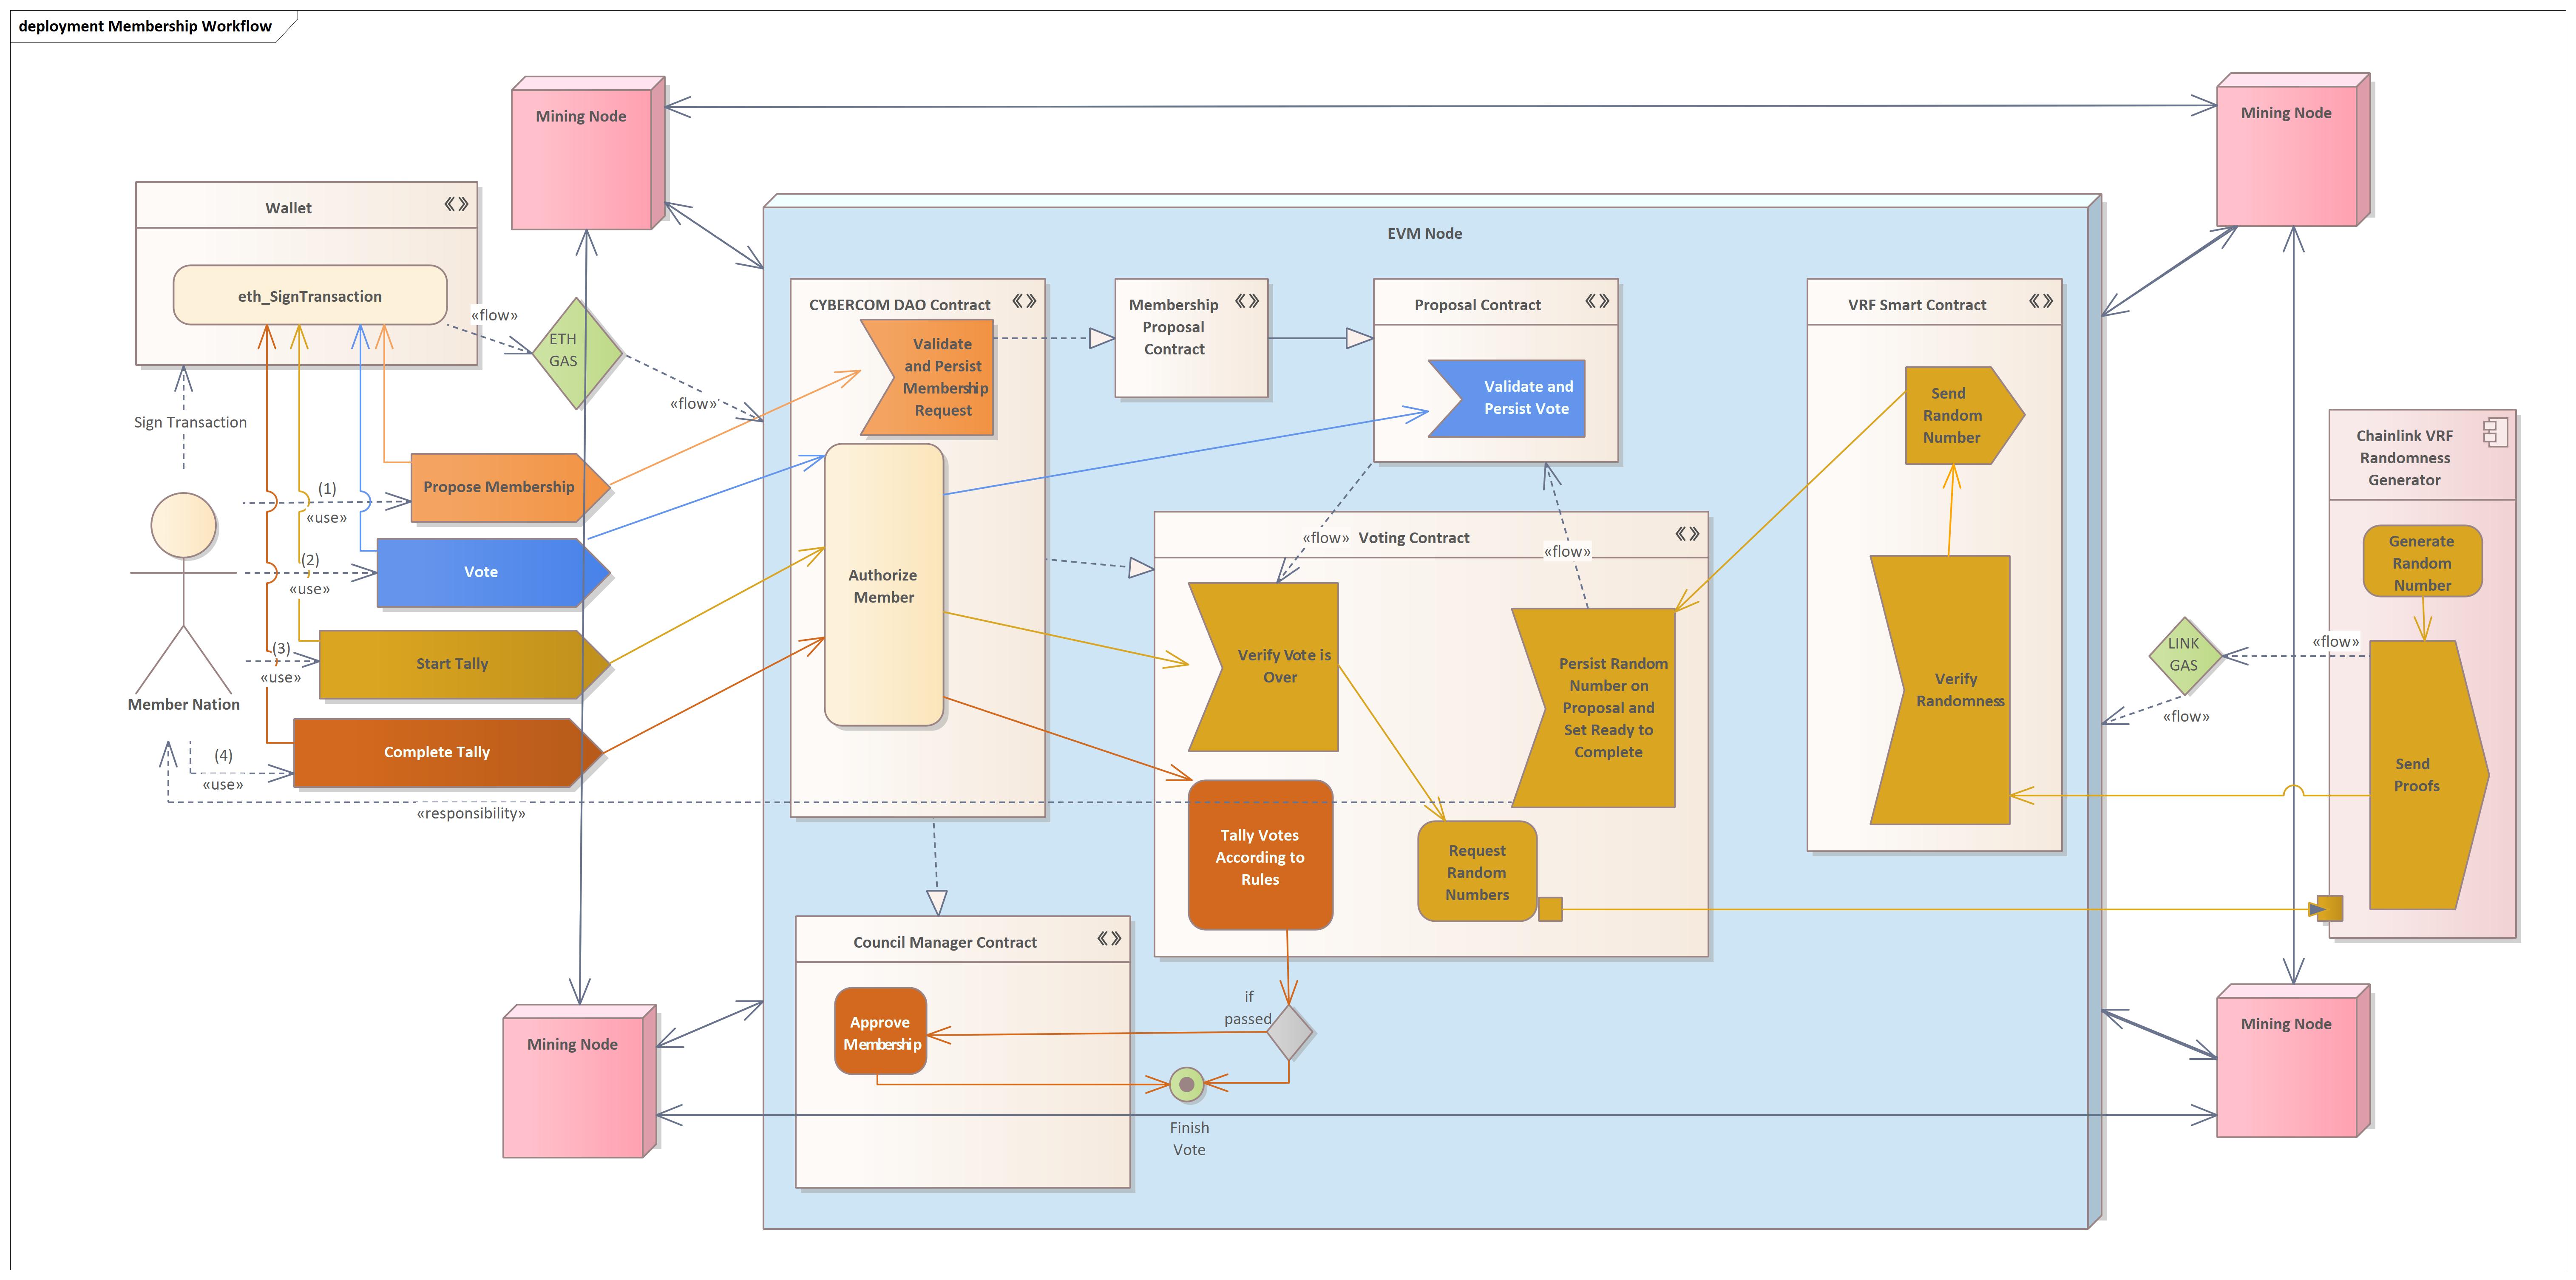 deployment Membership Workflow
Mining Node
Mining Node
Wallet
eth_SignTransaction
«flow»
ETH
GAS
«flow»
Sign Transaction
EVM Node
CYBERCOM DAO Contract
Validate
and Persist
Membership
Request
Authorize
Member
Membership
Proposal
Contract
Proposal Contract
Validate and
Persist Vote
VRF Smart Contract
Send
Random
Number
Verify
Randomness
Chainlink VRF
Randomness
Generator
Generate
Random
Number
Send
Proofs
LINK
GAS
«flow»
«flow»
Member Nation
(1)
«use»
Propose Membership
(2)
«use»
Vote
(3)
«use»
Start Tally
(4)
«use»
Complete Tally
«responsibility»
«flow»
Voting Contract
«flow»
Verify Vote is
Over
Persist Random
Number on
Proposal and
Set Ready to
Complete
Tally Votes
According to
Rules
Request
Random
Numbers
Council Manager Contract
Approve
Membership
if
passed
Finish
Vote
Mining Node
Mining Node